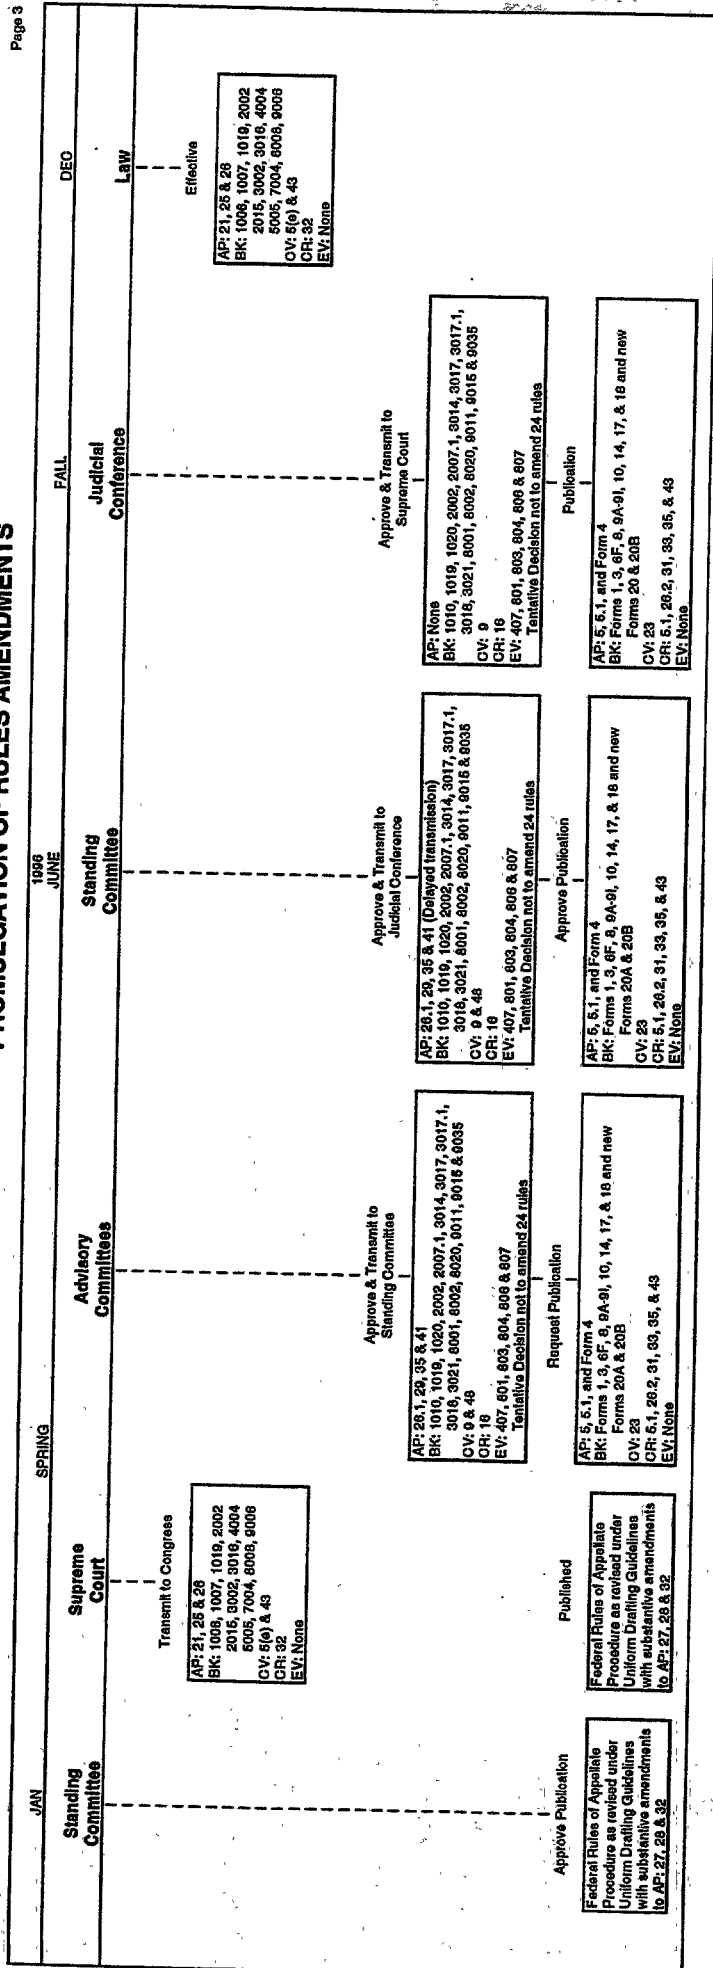 Page 3
PROMULGATION OF RULES AMENDMENTS
1996
JAN
SPRING
JUNE
FALL
DEC
Standing
Committee
Approve Publication
Federal Rules of Appellate
Procedure as revised under
Uniform Drafting Guidelines
with substantive amendments
to AP: 27, 28 & 32
Supreme
Court
Transmit to Congress
AP: 21, 25 & 26
BK: 1006, 1007, 1019, 2002
2015, 3002, 3016, 4004
5005, 7004, 8008, 9006
CV: 5(e) & 43
CR: 32
EV: None
Published
Federal Rules of Appellate
Procedure as revised under
Uniform Drafting Guidelines
with substantive amendments
to AP: 27, 28 & 32
Advisory
Committees
Approve & Transmit to
Standing Committee
AP: 26.1, 29, 35 & 41
BK: 1010, 1019, 1020, 2002, 2007.1, 3014, 3017, 3017.1,
3018, 3021, 8001, 8002, 8020, 9011, 9015 & 9035
CV: 9 & 48
CR: 16
EV: 407, 801, 803, 804, 806 & 807
Tentative Decision not to amend 24 rules
Request Publication
AP: 5, 5.1, and Form 4
BK: Forms 1, 3, 6F, 8, 9A-9I, 10, 14, 17, & 18 and new
Forms 20A & 20B
CV: 23
CR: 5.1, 26.2, 31, 33, 35, & 43
EV: None
Standing
Committee
Approve & Transmit to
Judicial Conference
AP: 26.1, 29, 35 & 41 (Delayed transmission)
BK: 1010, 1019, 1020, 2002, 2007.1, 3014, 3017, 3017.1,
3018, 3021, 8001, 8002, 8020, 9011, 9015 & 9035
CV: 9 & 48
CR: 16
EV: 407, 801, 803, 804, 806 & 807
Tentative Decision not to amend 24 rules
Approve Publication
AP: 5, 5.1, and Form 4
BK: Forms 1, 3, 6F, 8, 9A-9I, 10, 14, 17, & 18 and new
Forms 20A & 20B
CV: 23
CR: 5.1, 26.2, 31, 33, 35, & 43
EV: None
Judicial
Conference
Approve & Transmit to
Supreme Court
AP: None
BK: 1010, 1019, 1020, 2002, 2007.1, 3014, 3017, 3017.1,
3018, 3021, 8001, 8002, 8020, 9011, 9015 & 9035
CV: 9
CR: 16
EV: 407, 801, 803, 804, 806 & 807
Tentative Decision not to amend 24 rules
Publication
AP: 5, 5.1, and Form 4
BK: Forms 1, 3, 6F, 8, 9A-9I, 10, 14, 17, & 18 and new
Forms 20 & 20B
CV: 23
CR: 5.1, 26.2, 31, 33, 35, & 43
EV: None
Law
Effective
AP: 21, 25 & 26
BK: 1006, 1007, 1019, 2002
2015, 3002, 3016, 4004
5005, 7004, 8008, 9006
CV: 5(e) & 43
CR: 32
EV: None